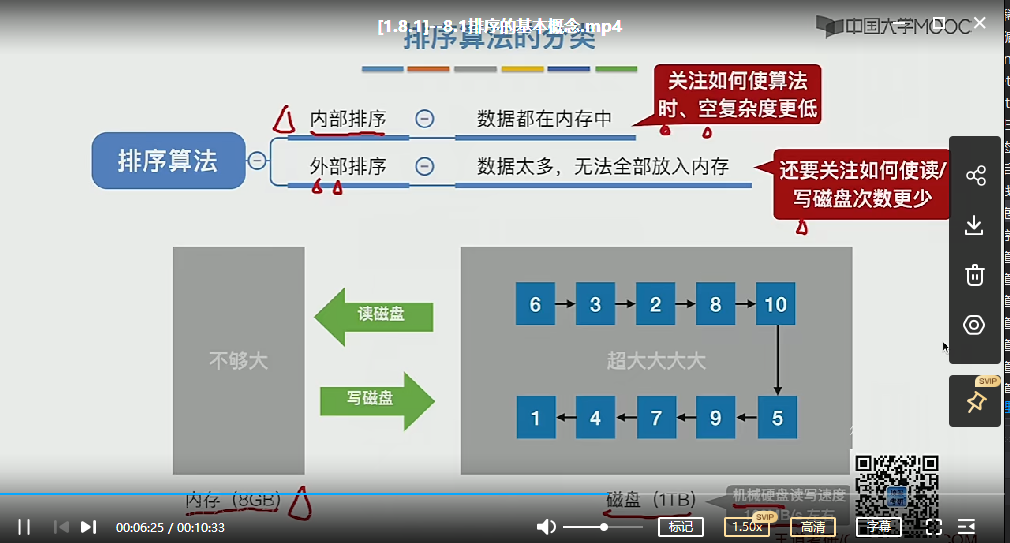 [1.8.1]--8.1排序的基本概念.mp4
排序算法的分类
中国大学MOOC
关注如何使算法
时、空复杂度更低
排序算法
内部排序
数据都在内存中
外部排序
数据太多，无法全部放入内存
还要关注如何使读/
写磁盘次数更少
读磁盘
写磁盘
不够大
超大大大大
6
3
2
8
10
1
4
7
9
5
SVIP
内存（8GB）
磁盘（1TB）
机械硬盘读写速度
00:06:25 / 00:10:33
标记
1.50x
SVIP
高清
字幕